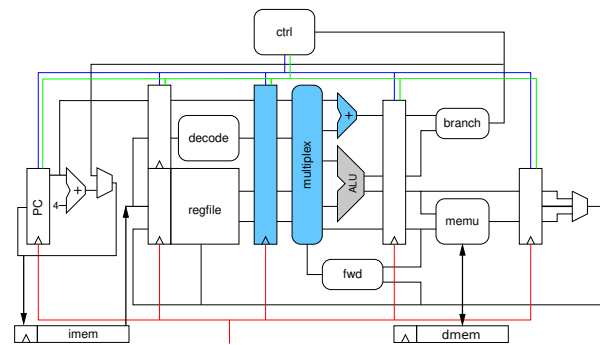 ctrl
decode
multiplex
+
branch
PC
4
+
regfile
ALU
memu
fwd
imem
dmem